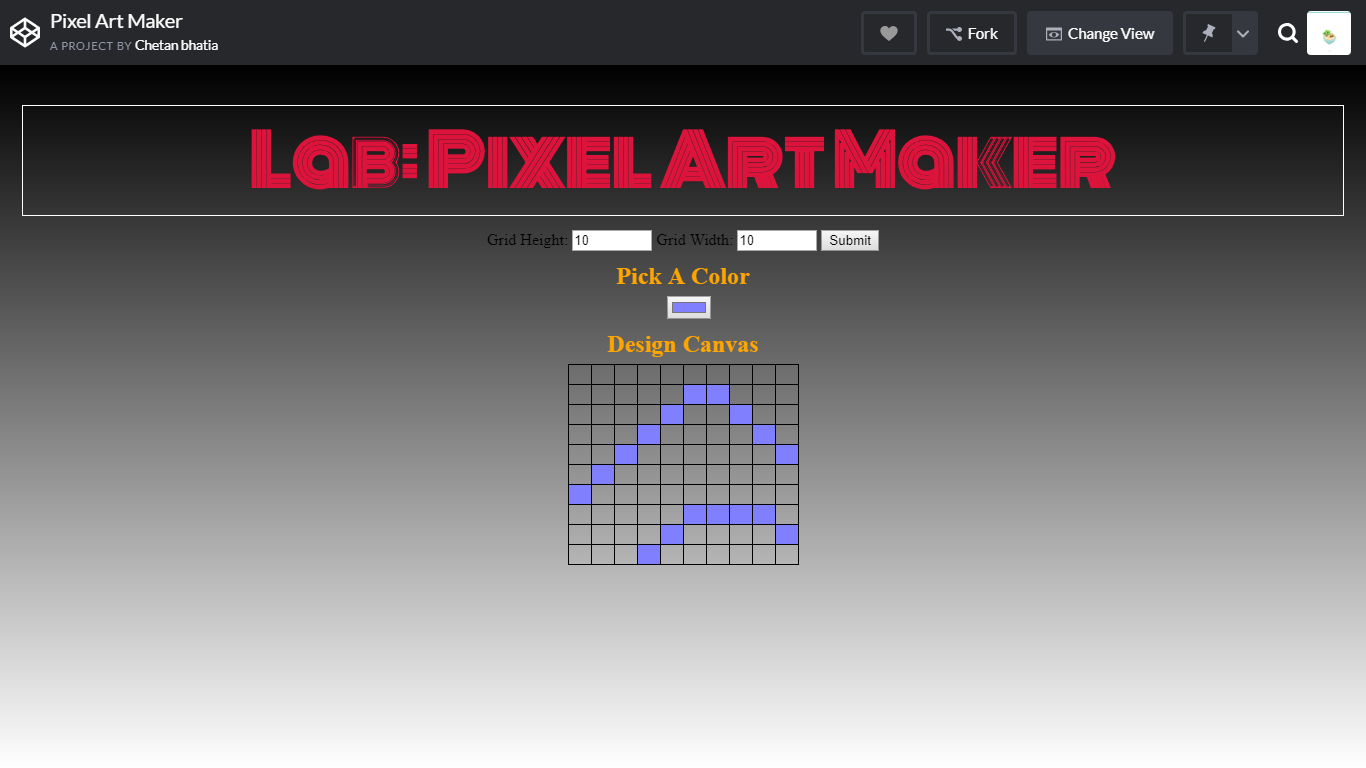 Pixel Art Maker
A PROJECT BY Chetan bhatia
Fork
Change View
Lab: Pixel Art Maker
Grid Height: 10 Grid Width: 10 Submit
Pick A Color
Design Canvas